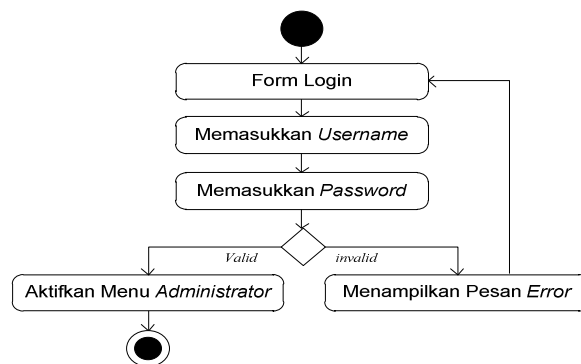 Form Login
Memasukkan Username
Memasukkan Password
Valid
invalid
Aktifkan Menu Administrator
Menampilkan Pesan Error